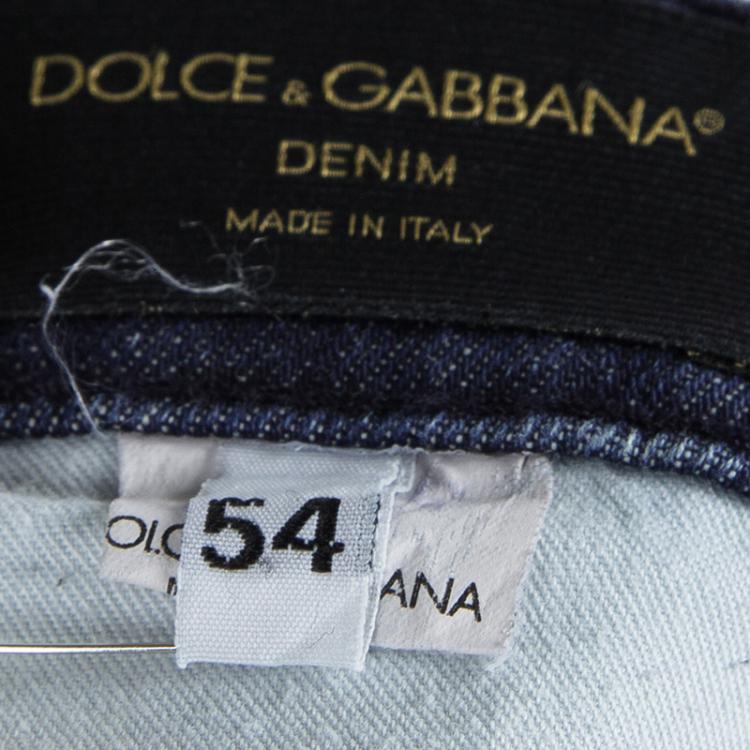 DOLCE & GABBANA®
DENIM
MADE IN ITALY
54
ANA